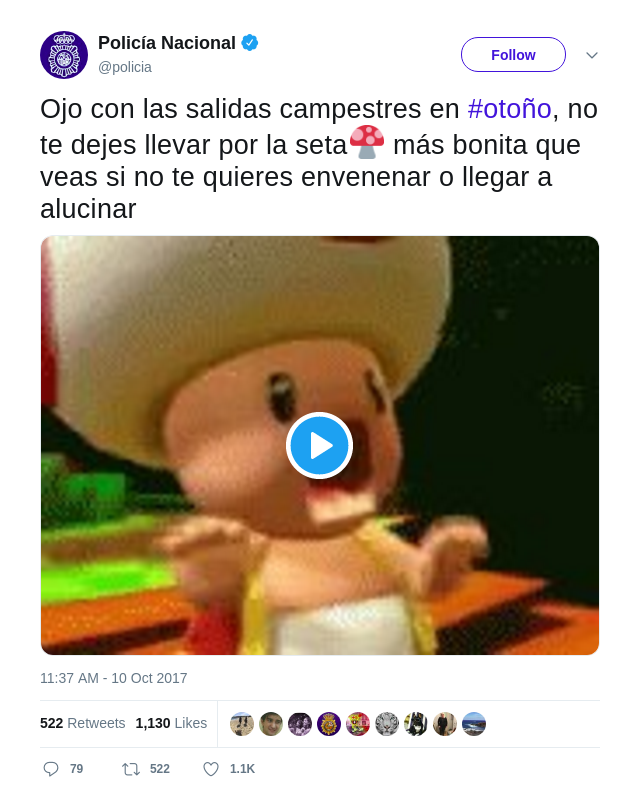 Policía Nacional
@policia
Follow
Ojo con las salidas campestres en #otoño, no
te dejes llevar por la seta🍄 más bonita que
veas si no te quieres envenenar o llegar a
alucinar
11:37 AM - 10 Oct 2017
522 Retweets 1,130 Likes
79 522 1.1K